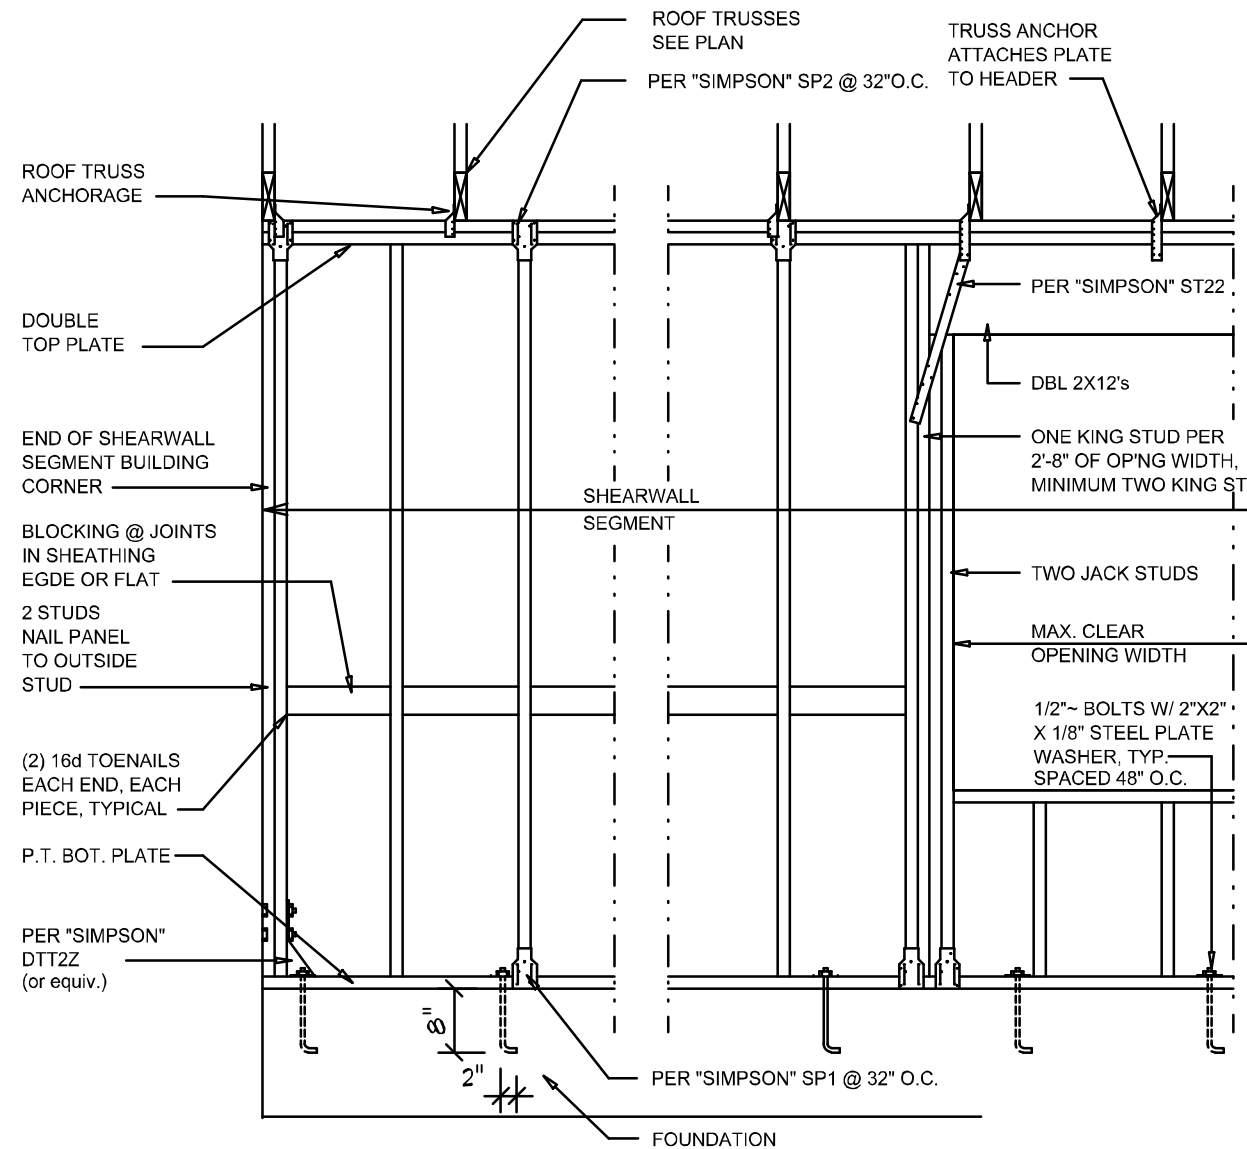 ROOF TRUSSES
SEE PLAN
PER "SIMPSON" SP2 @ 32"O.C.
TRUSS ANCHOR
ATTACHES PLATE
TO HEADER
ROOF TRUSS
ANCHORAGE
PER "SIMPSON" ST22
DOUBLE
TOP PLATE
DBL 2X12's
END OF SHEARWALL
SEGMENT BUILDING
CORNER
ONE KING STUD PER
2'-8" OF OP'NG WIDTH,
MINIMUM TWO KING ST
SHEARWALL
SEGMENT
BLOCKING @ JOINTS
IN SHEATHING
EGDE OR FLAT
TWO JACK STUDS
2 STUDS
NAIL PANEL
TO OUTSIDE
STUD
MAX. CLEAR
OPENING WIDTH
1/2"~ BOLTS W/ 2"X2"
X 1/8" STEEL PLATE
WASHER, TYP.
SPACED 48" O.C.
(2) 16d TOENAILS
EACH END, EACH
PIECE, TYPICAL
P.T. BOT. PLATE
PER "SIMPSON"
DTT2Z
(or equiv.)
8"
2"
PER "SIMPSON" SP1 @ 32" O.C.
FOUNDATION